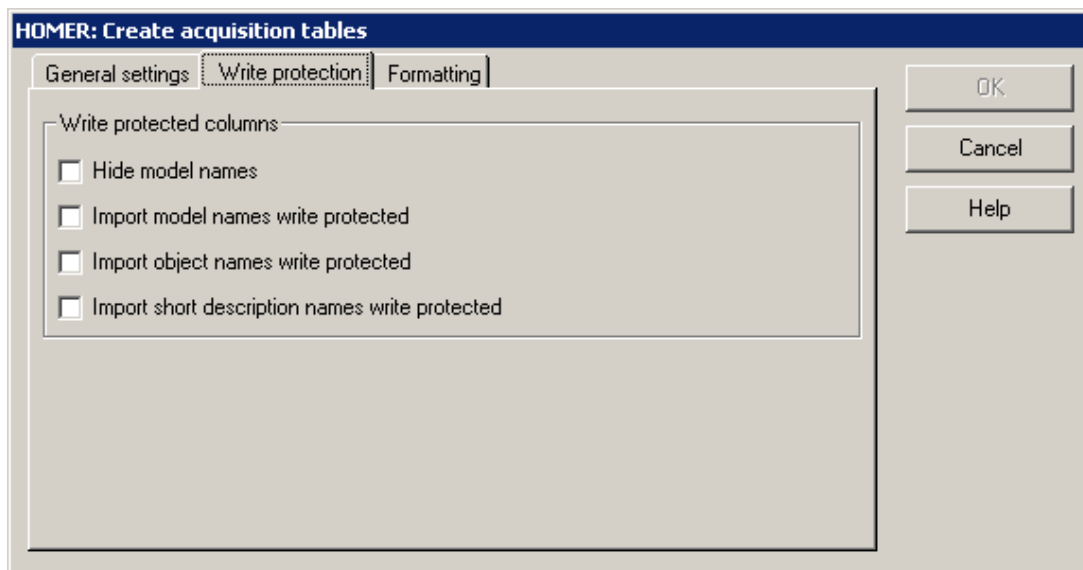 HOMER: Create acquisition tables
General settings Write protection Formatting
OK
Write protected columns
Cancel
Hide model names
Import model names write protected
Help
Import object names write protected
Import short description names write protected